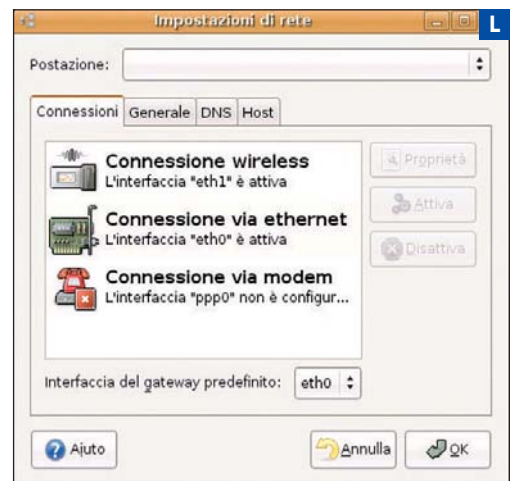 Impostazioni di rete
L
Postazione:
Connessioni Generale DNS Host
Connessione wireless
L'interfaccia "eth1" è attiva
Proprietà
Attiva
Connessione via ethernet
L'interfaccia "eth0" è attiva
Disattiva
Connessione via modem
L'interfaccia "ppp0" non è configur...
Interfaccia del gateway predefinito: eth0
Aiuto Annulla OK